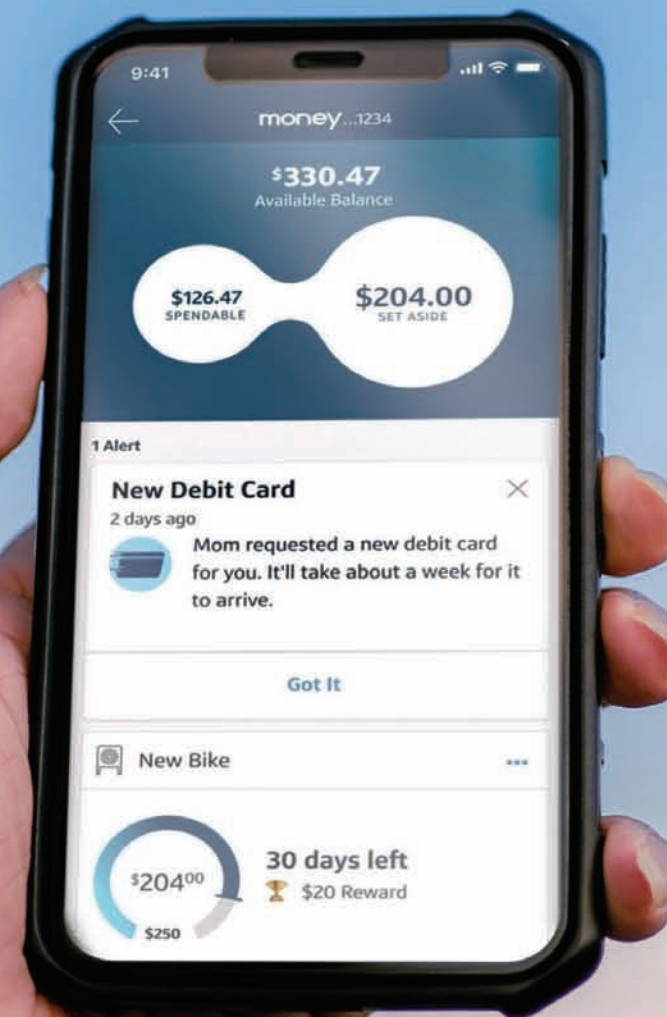 9:41
money...1234
$330.47
Available Balance
$126.47
SPENDABLE
$204.00
SET ASIDE
1 Alert
New Debit Card
2 days ago
Mom requested a new debit card
for you. It'll take about a week for it
to arrive.
Got It
New Bike
$204⁰⁰
$250
30 days left
$20 Reward